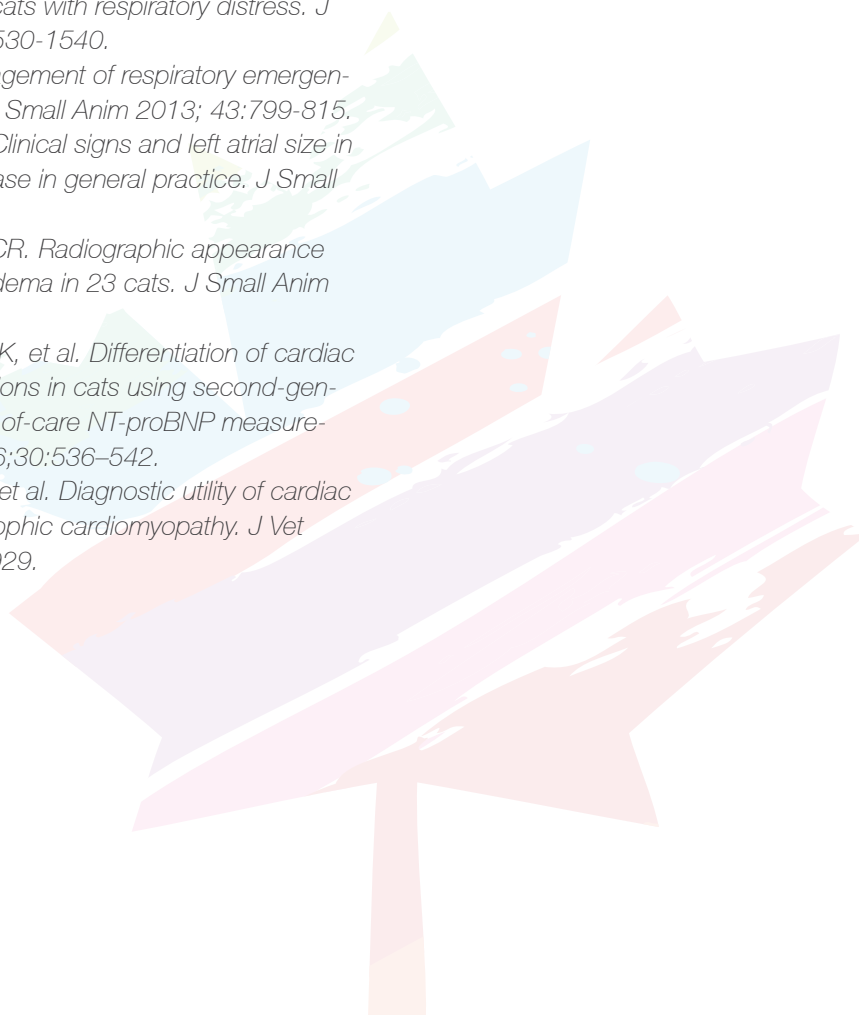 cats with respiratory distress. J
530-1540.
gement of respiratory emergen-
Small Anim 2013; 43:799-815.
Clinical signs and left atrial size in
ase in general practice. J Small
CR. Radiographic appearance
dema in 23 cats. J Small Anim
K, et al. Differentiation of cardiac
ions in cats using second-gen-
of-care NT-proBNP measure-
6;30:536–542.
et al. Diagnostic utility of cardiac
ophic cardiomyopathy. J Vet
929.